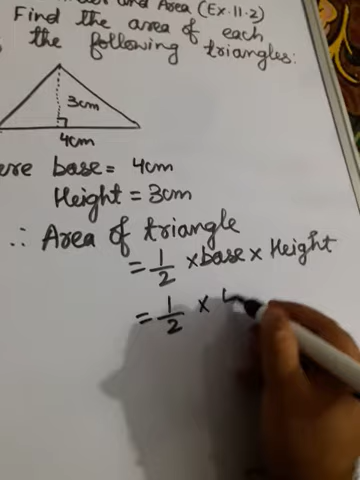 and Area (Ex.11.2)
Find the area of each
the following triangles:
3cm
4cm
ere base = 4cm
Height = 3cm
∴ Area of triangle
= 1/2 × base × Height
= 1/2 ×